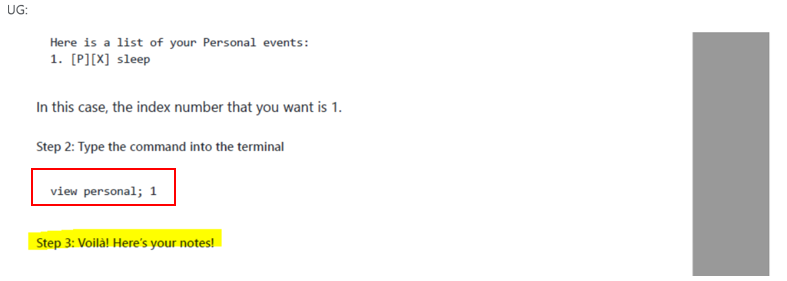 UG:
Here is a list of your Personal events:
1. [P][X] sleep
In this case, the index number that you want is 1.
Step 2: Type the command into the terminal
view personal; 1
Step 3: Voilà! Here's your notes!